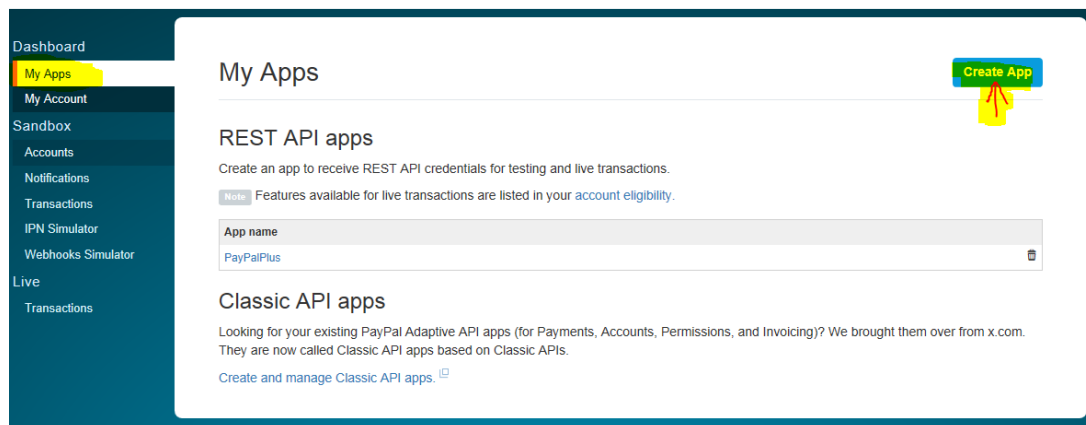 Dashboard
My Apps
My Account
Sandbox
Accounts
Notifications
Transactions
IPN Simulator
Webhooks Simulator
Live
Transactions
My Apps
Create App
REST API apps
Create an app to receive REST API credentials for testing and live transactions.
Note Features available for live transactions are listed in your account eligibility.
App name
PayPalPlus
Classic API apps
Looking for your existing PayPal Adaptive API apps (for Payments, Accounts, Permissions, and Invoicing)? We brought them over from x.com.
They are now called Classic API apps based on Classic APIs.
Create and manage Classic API apps.